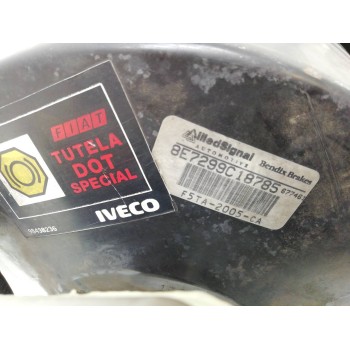 FIAT
TUTELA
DOT
SPECIAL
IVECO
AlliedSignal
AUTOMOTIVE
Bendix Brakes
8E7299C18785
F5TA-2005-CA